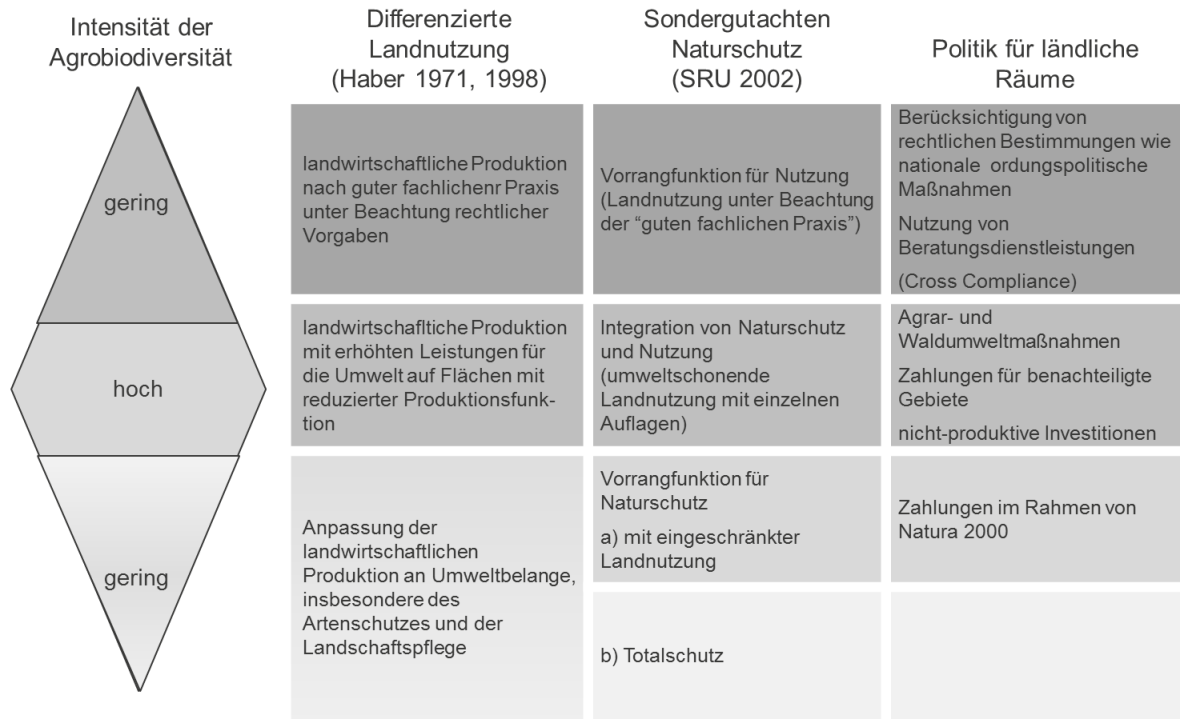 Intensität der
Agrobiodiversität
Differenzierte
Landnutzung
(Haber 1971, 1998)
Sondergutachten
Naturschutz
(SRU 2002)
Politik für ländliche
Räume
gering
landwirtschaftliche Produktion
nach guter fachlichenr Praxis
unter Beachtung rechtlicher
Vorgaben
Vorrangfunktion für Nutzung
(Landnutzung unter Beachtung
der “guten fachlichen Praxis”)
Berücksichtigung von
rechtlichen Bestimmungen wie
nationale ordungspolitische
Maßnahmen
Nutzung von
Beratungsdienstleistungen
(Cross Compliance)
hoch
landwirtschafltiche Produktion
mit erhöhten Leistungen für
die Umwelt auf Flächen mit
reduzierter Produktionsfunk-
tion
Integration von Naturschutz
und Nutzung
(umweltschonende
Landnutzung mit einzelnen
Auflagen)
Agrar- und
Waldumweltmaßnahmen
Zahlungen für benachteiligte
Gebiete
nicht-produktive Investitionen
gering
Anpassung der
landwirtschaftlichen
Produktion an Umweltbelange,
insbesondere des
Artenschutzes und der
Landschaftspflege
Vorrangfunktion für
Naturschutz
a) mit eingeschränkter
Landnutzung
b) Totalschutz
Zahlungen im Rahmen von
Natura 2000